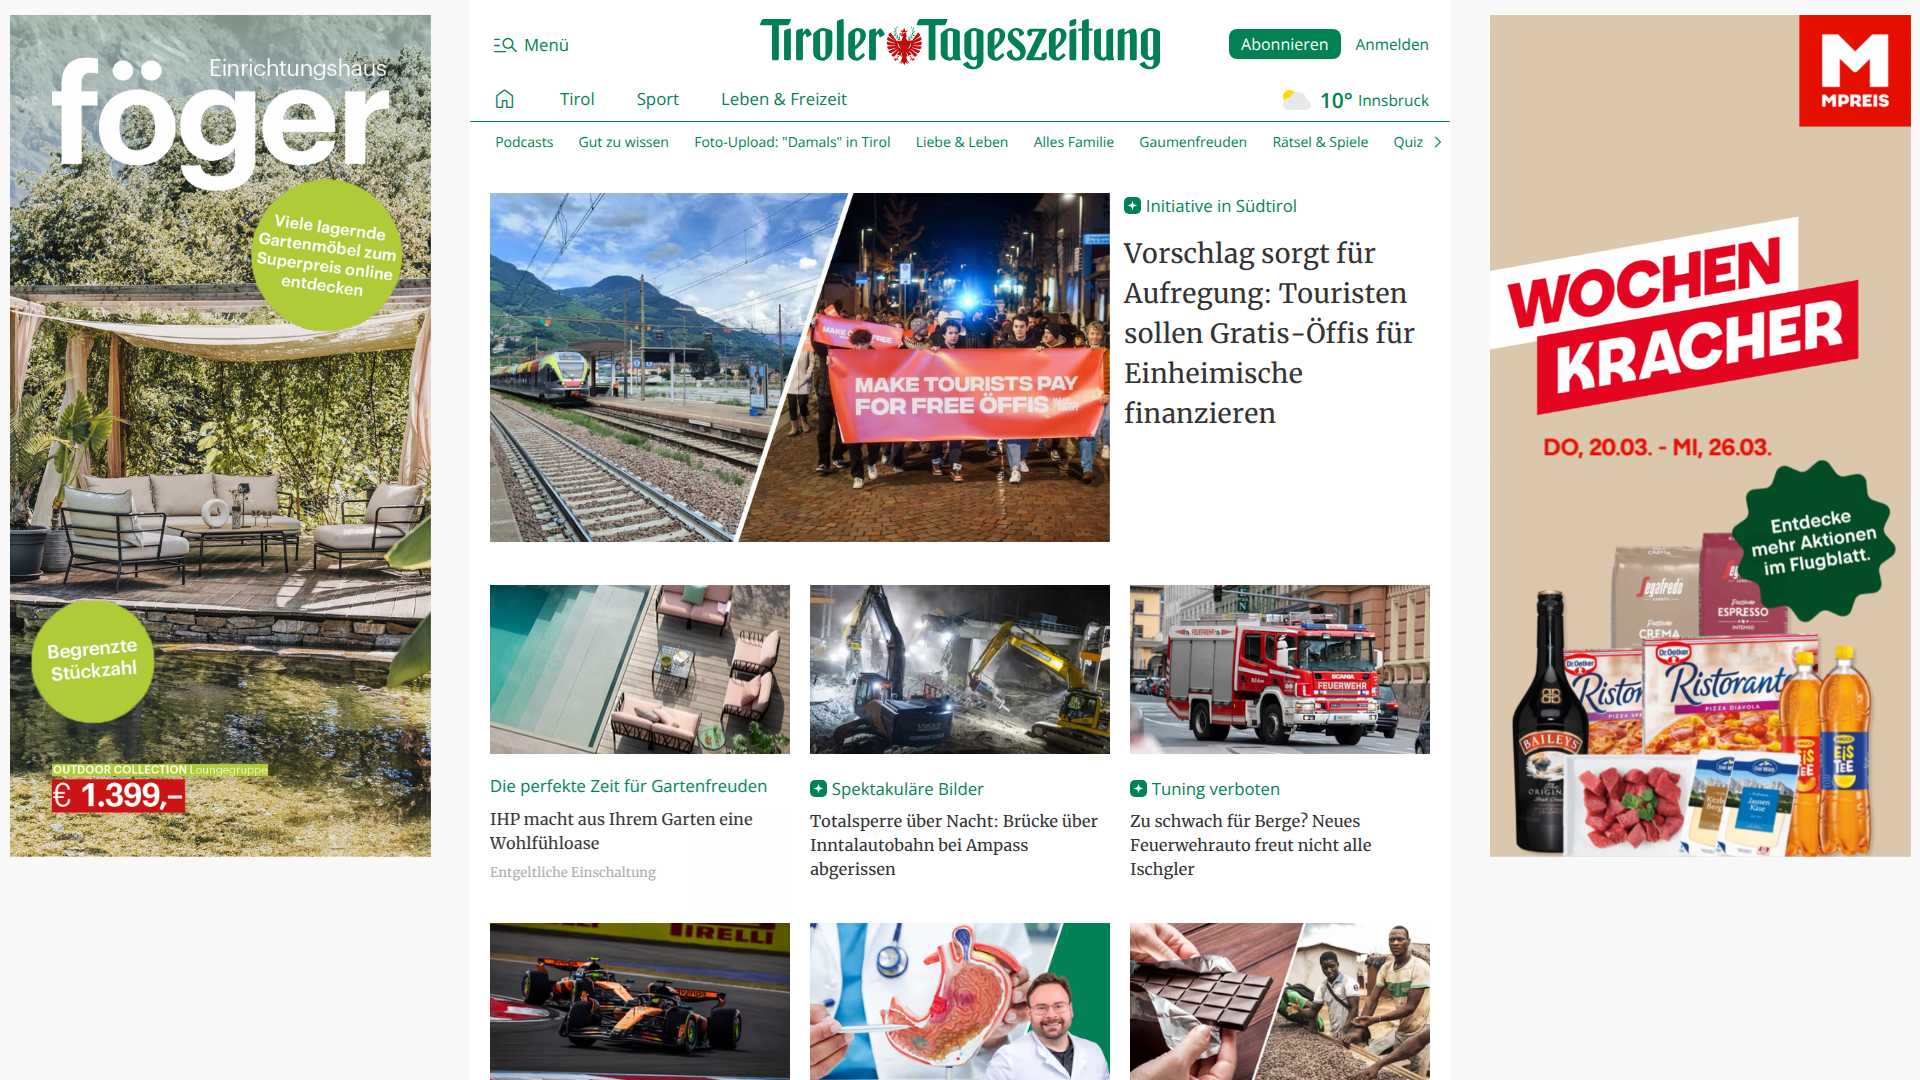 Einrichtungshaus
föger
Viele lagernde
Gartenmöbel zum
Superpreis online
entdecken
Begrenzte
Stückzahl
OUTDOOR COLLECTION Loungegruppe
€ 1.399,–
Menü
Tiroler Tageszeitung
Abonnieren
Anmelden
Tirol
Sport
Leben & Freizeit
10° Innsbruck
Podcasts
Gut zu wissen
Foto-Upload: "Damals" in Tirol
Liebe & Leben
Alles Familie
Gaumenfreuden
Rätsel & Spiele
Quiz
MAKE TOURISTS PAY
FOR FREE ÖFFIS
Initiative in Südtirol
Vorschlag sorgt für
Aufregung: Touristen
sollen Gratis-Öffis für
Einheimische
finanzieren
FEUERWEHR
SCANIA
FEUERWEHR
Die perfekte Zeit für Gartenfreuden
IHP macht aus Ihrem Garten eine
Wohlfühloase
Entgeltliche Einschaltung
Spektakuläre Bilder
Totalsperre über Nacht: Brücke über
Inntalautobahn bei Ampass
abgerissen
Tuning verboten
Zu schwach für Berge? Neues
Feuerwehrauto freut nicht alle
Ischgler
PIRELLI
M
MPREIS
WOCHEN
KRACHER
DO, 20.03. - MI, 26.03.
Entdecke
mehr Aktionen
im Flugblatt.
Segafredo
CREMA
ESPRESSO
Dr. Oetker
Dr. Oetker
Ristorante
PIZZA DIAVOLA
BAILEYS
ORIGINAL
EIS
TEE